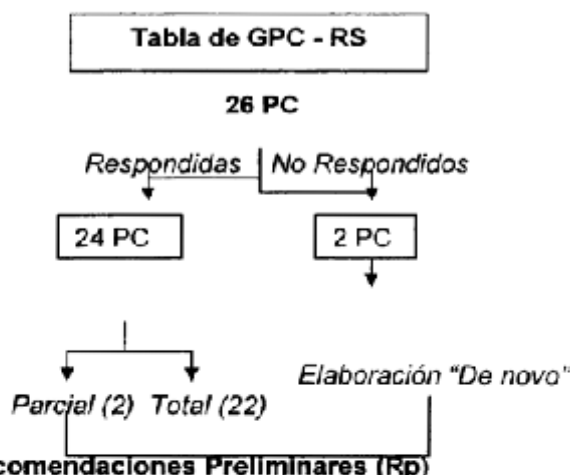 Tabla de GPC - RS
26 PC
Respondidas No Respondidos
24 PC 2 PC
Elaboración “De novo”
Parcial (2) Total (22)
comendaciones Preliminares (Rp)